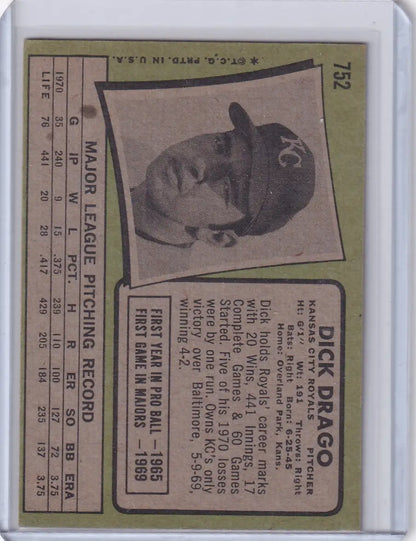 752
DICK DRAGO
KANSAS CITY ROYALS PITCHER
Ht: 6'1" Wt: 191 Throws: Right
Bats: Right Born: 6-25-45
Home: Overland Park, Kans.
Dick holds Royals' career marks
with 20 Wins, 441 Innings, 17
Complete Games & 60 Games
Started. Five of his 1970 losses
were by one run. Owns KC's only
victory over Baltimore, 5-9-69,
winning 4-2.
FIRST YEAR IN PRO BALL — 1965
FIRST GAME IN MAJORS — 1969
KC
MAJOR LEAGUE PITCHING RECORD
G IP W L PCT. H R ER SO BB ERA
1970 35 240 9 15 .375 239 110 100 127 72 3.75
LIFE 76 441 20 28 .417 429 205 184 235 137 3.75
*©T.C.G. PRTD. IN U.S.A.